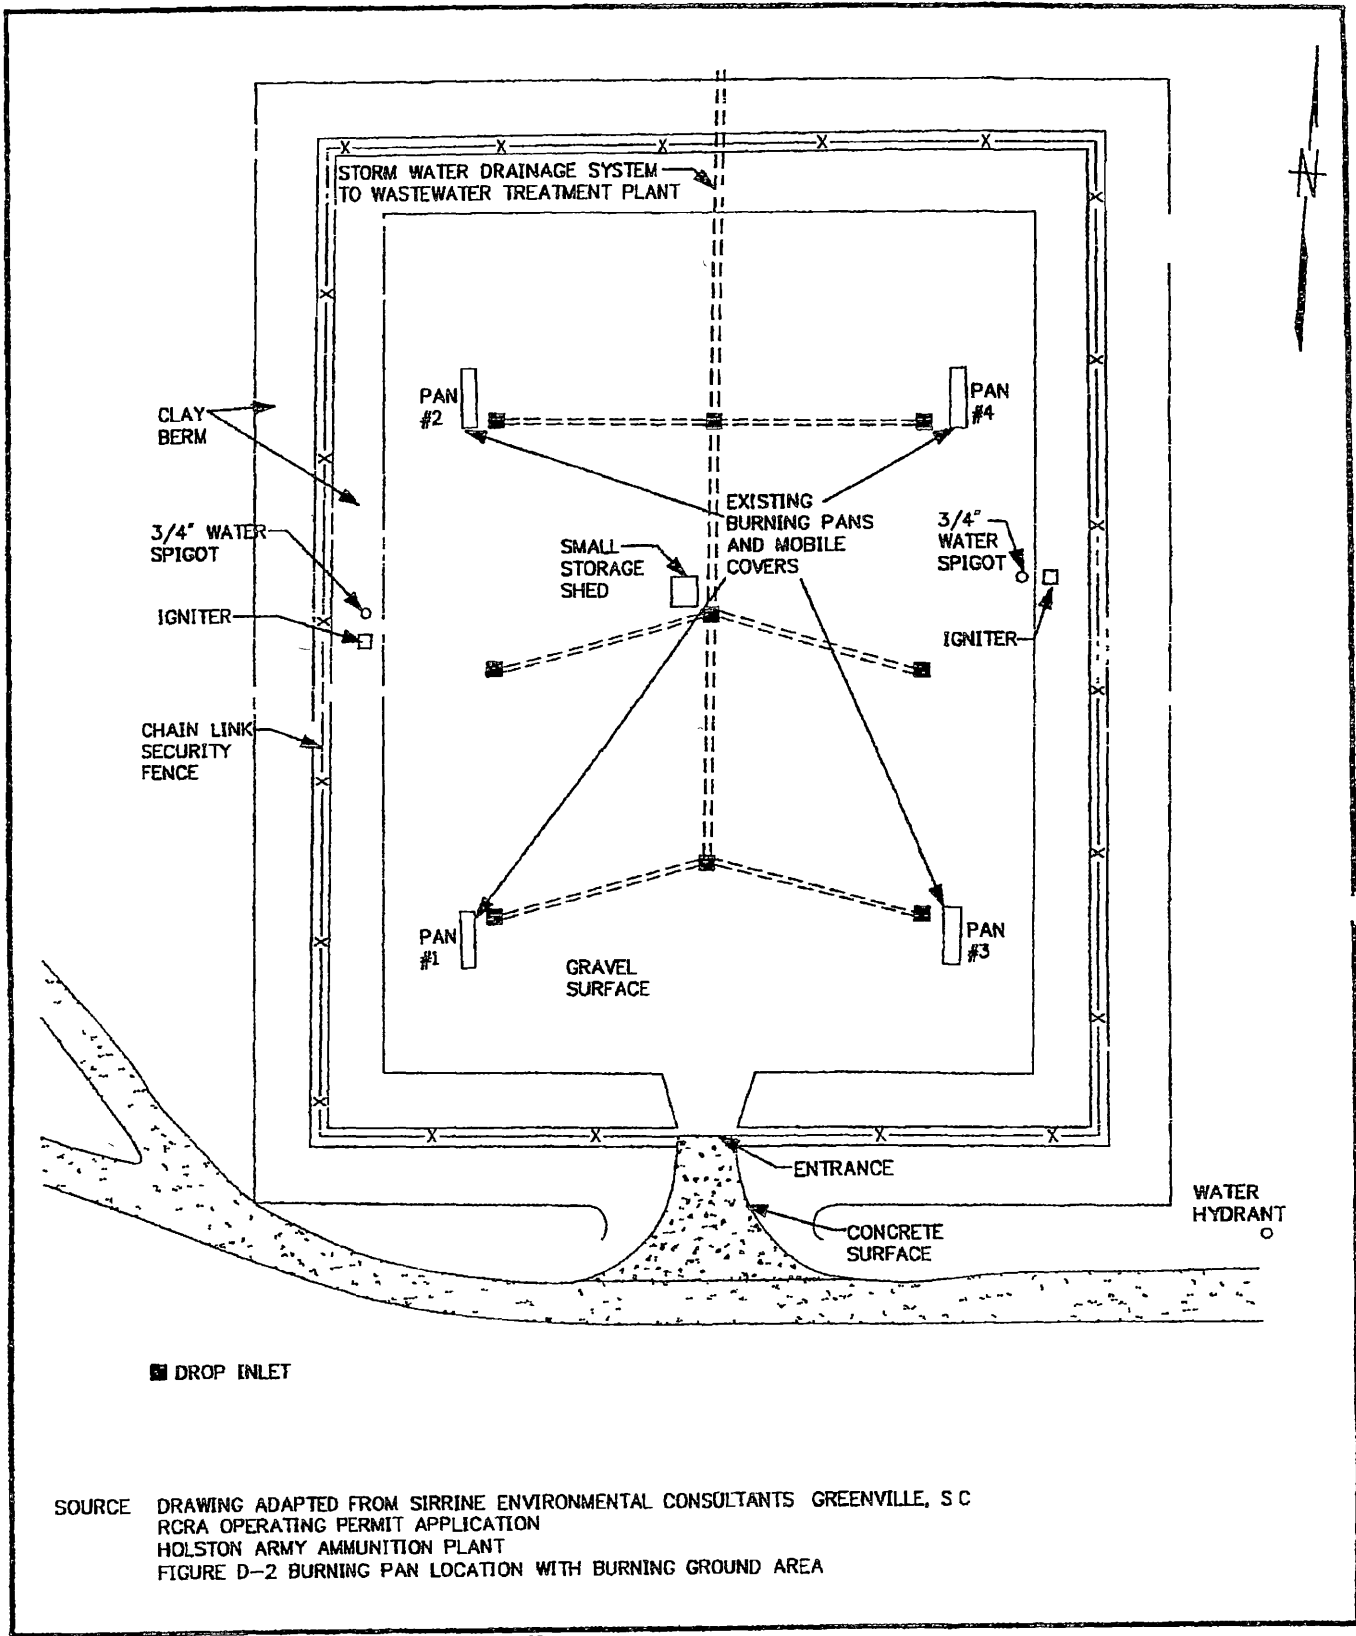 N
STORM WATER DRAINAGE SYSTEM
TO WASTEWATER TREATMENT PLANT
PAN
#2
PAN
#4
CLAY
BERM
EXISTING
BURNING PANS
AND MOBILE
COVERS
3/4" WATER
SPIGOT
3/4"
WATER
SPIGOT
SMALL
STORAGE
SHED
IGNITER
IGNITER
CHAIN LINK
SECURITY
FENCE
PAN
#1
PAN
#3
GRAVEL
SURFACE
ENTRANCE
WATER
HYDRANT
CONCRETE
SURFACE
DROP INLET
SOURCE DRAWING ADAPTED FROM SIRRINE ENVIRONMENTAL CONSULTANTS GREENVILLE, S C
RCRA OPERATING PERMIT APPLICATION
HOLSTON ARMY AMMUNITION PLANT
FIGURE D-2 BURNING PAN LOCATION WITH BURNING GROUND AREA